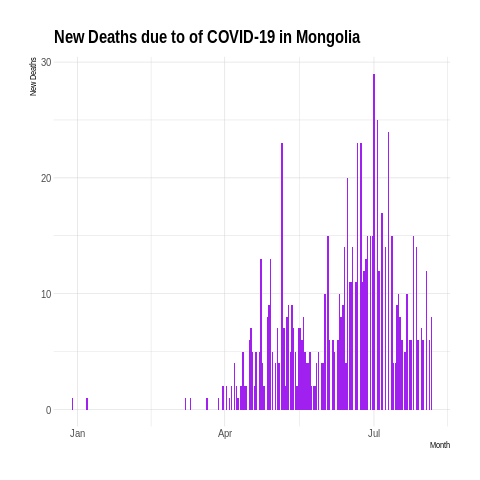 New Deaths due to of COVID-19 in Mongolia
New Deaths
30
20
10
0
Jan
Apr
Jul
Month